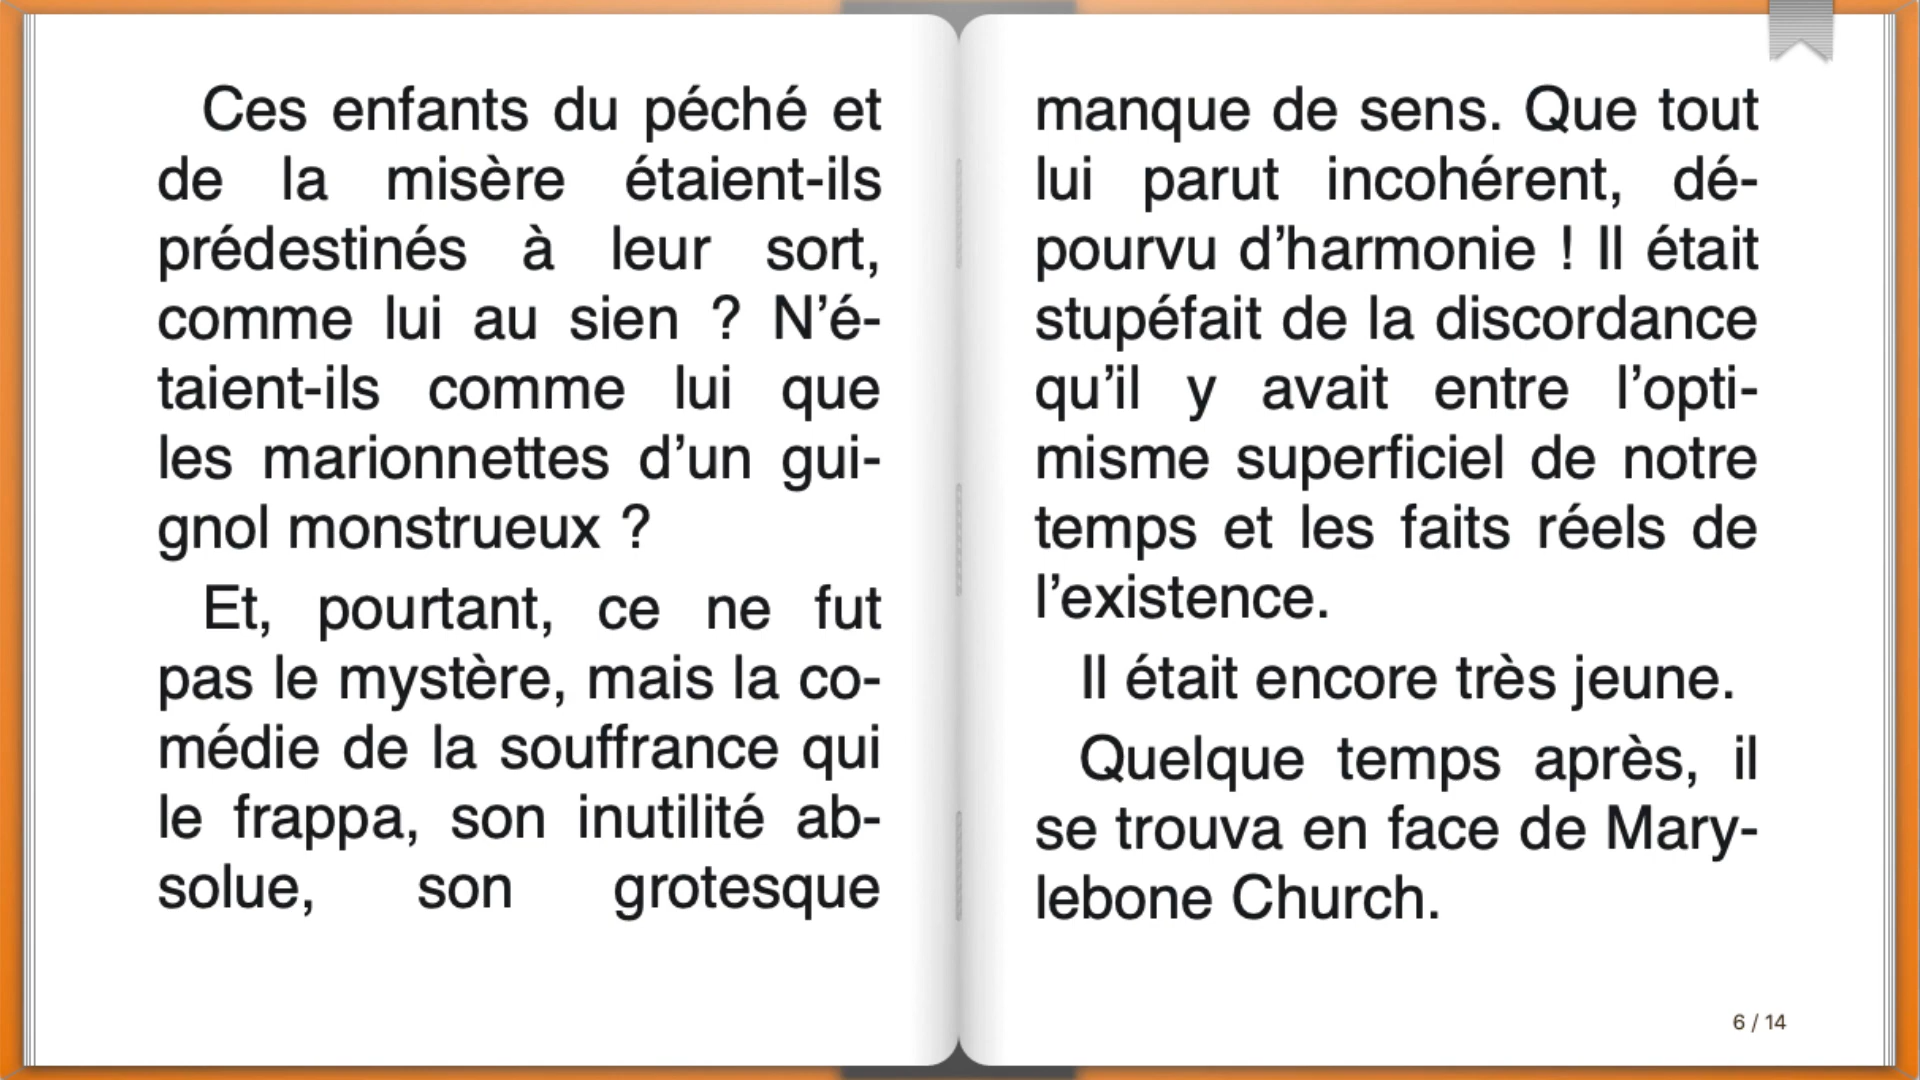 Ces enfants du péché et
de la misère étaient-ils
prédestinés à leur sort,
comme lui au sien ? N’é-
taient-ils comme lui que
les marionnettes d’un gui-
gnol monstrueux ?
Et, pourtant, ce ne fut
pas le mystère, mais la co-
médie de la souffrance qui
le frappa, son inutilité ab-
solue, son grotesque
manque de sens. Que tout
lui parut incohérent, dé-
pourvu d’harmonie ! Il était
stupéfait de la discordance
qu’il y avait entre l’opti-
misme superficiel de notre
temps et les faits réels de
l’existence.
Il était encore très jeune.
Quelque temps après, il
se trouva en face de Mary-
lebone Church.
6 / 14